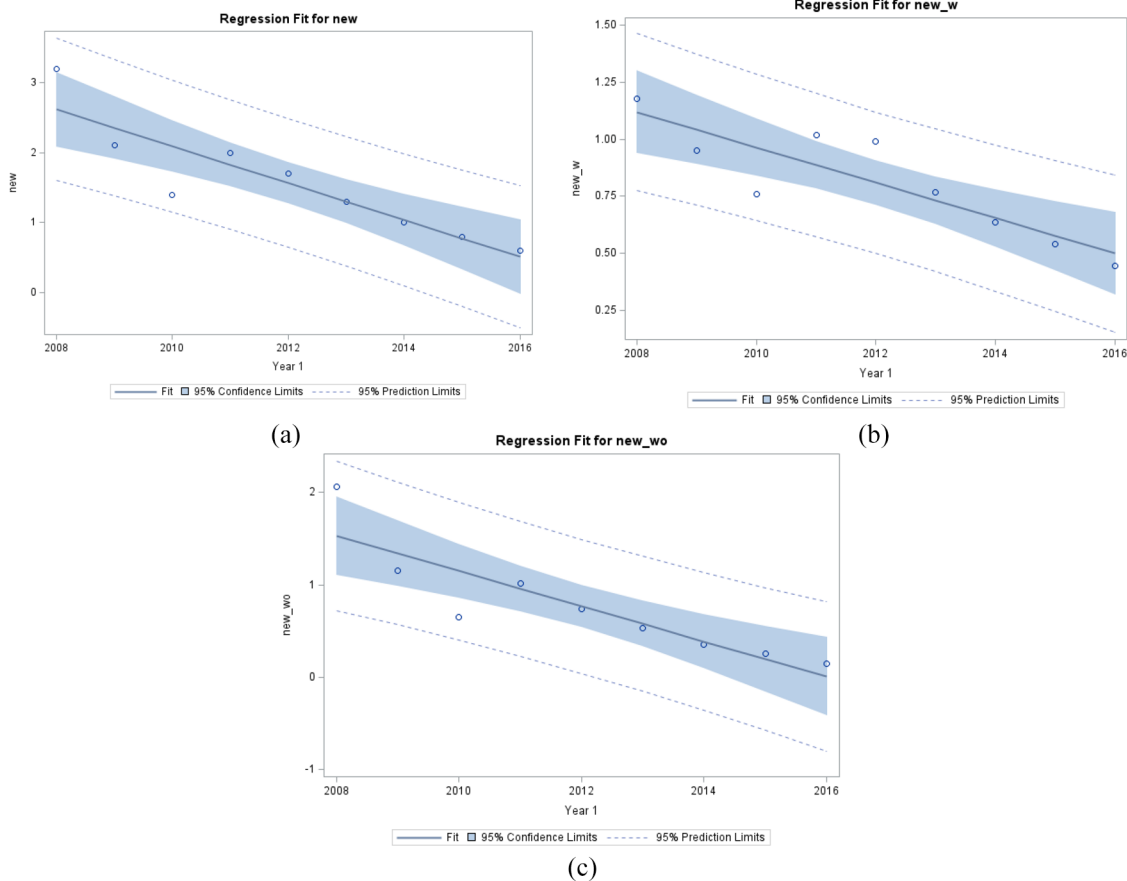 Regression Fit for new
3
2
1
0
new
2008 2010 2012 2014 2016
Year 1
Fit 95% Confidence Limits 95% Prediction Limits
(a)
Regression Fit for new_w
1.50
1.25
1.00
0.75
0.50
0.25
new_w
2008 2010 2012 2014 2016
Year 1
Fit 95% Confidence Limits 95% Prediction Limits
(b)
Regression Fit for new_wo
2
1
0
-1
new_wo
2008 2010 2012 2014 2016
Year 1
Fit 95% Confidence Limits 95% Prediction Limits
(c)